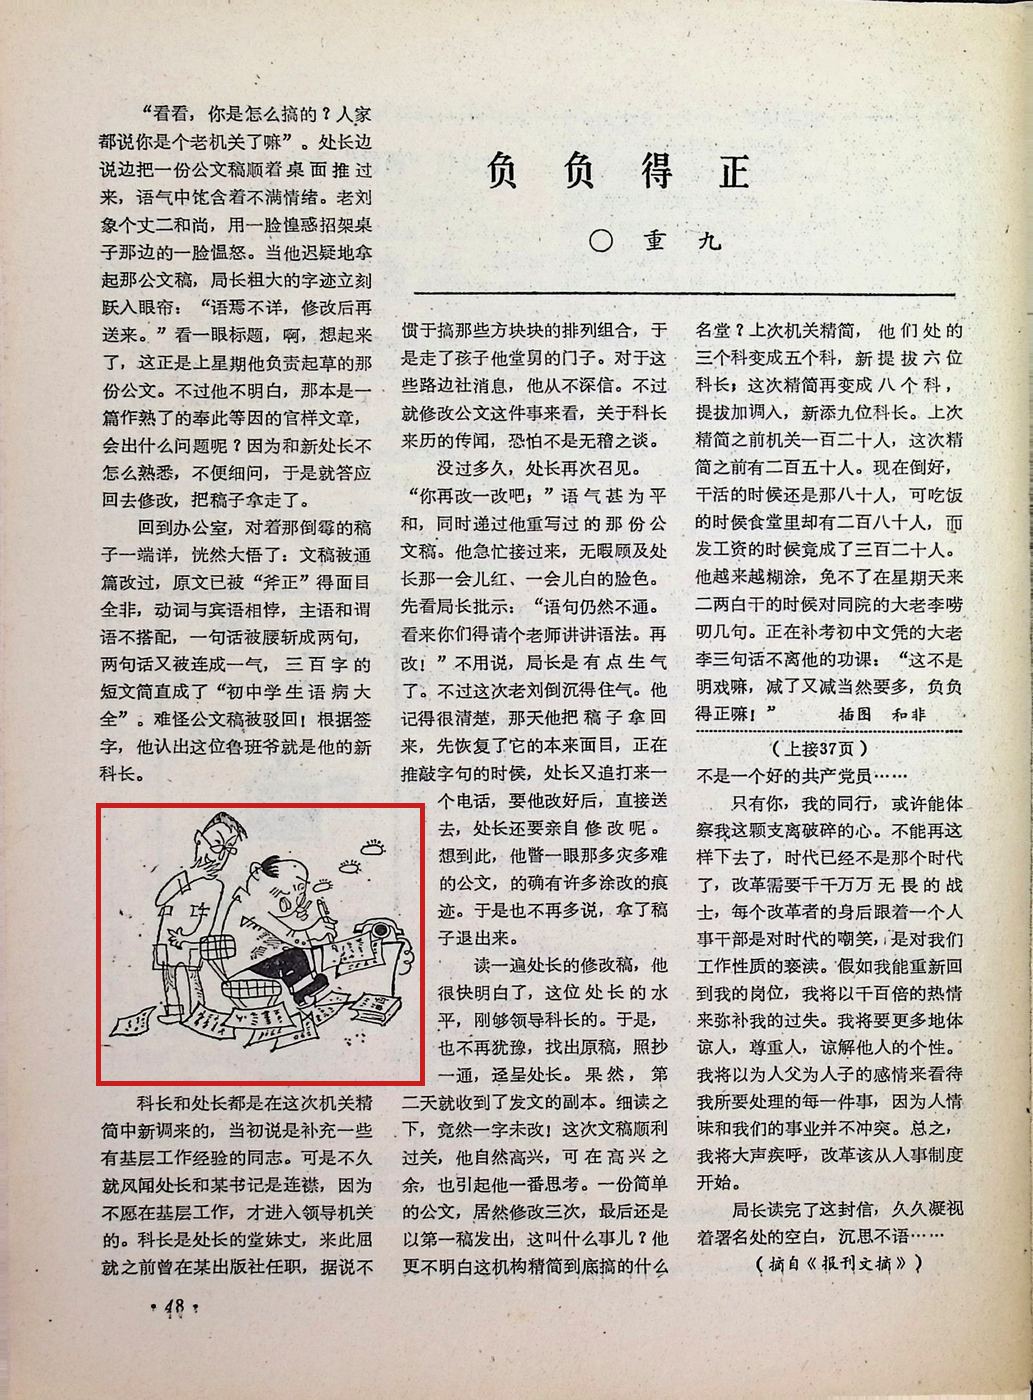 负负得正
○重九
“看看，你是怎么搞的？人家
都说你是个老机关了嘛”。处长边
说边把一份公文稿顺着桌面推过
来，语气中饱含着不满情绪。老刘
象个丈二和尚，用一脸惶惑招架桌
子那边的一脸愠怒。当他迟疑地拿
起那公文稿，局长粗大的字迹立刻
跃入眼帘：“语焉不详，修改后再
送来。”看一眼标题，啊，想起来
了，这正是上星期他负责起草的那
份公文。不过他不明白，那本是一
篇作熟了的奉此等因的官样文章，
会出什么问题呢？因为和新处长不
怎么熟悉，不便细问，于是就答应
回去修改，把稿子拿走了。
回到办公室，对着那倒霉的稿
子一端详，恍然大悟了：文稿被通
篇改过，原文已被“斧正”得面目
全非，动词与宾语相悖，主语和谓
语不搭配，一句话被腰斩成两句，
两句话又被连成一气，三百字的
短文简直成了“初中学生语病大
全”。难怪公文稿被驳回！根据签
字，他认出这位鲁班爷就是他的新
科长。
科长和处长都是在这次机关精
简中新调来的，当初说是补充一些
有基层工作经验的同志。可是不久
就风闻处长和某书记是连襟，因为
不愿在基层工作，才进入领导机关
的。科长是处长的堂妹丈，来此屈
就之前曾在某出版社任职，据说不
惯于搞那些方块块的排列组合，于
是走了孩子他堂舅的门子。对于这
些路边社消息，他从不深信。不过
就修改公文这件事来看，关于科长
来历的传闻，恐怕不是无稽之谈。
没过多久，处长再次召见。
“你再改一改吧；”语气甚为平
和，同时递过他重写过的那份公
文稿。他急忙接过来，无暇顾及处
长那一会儿红、一会儿白的脸色。
先看局长批示：“语句仍然不通。
看来你们得请个老师讲讲语法。再
改！”不用说，局长是有点生气
了。不过这次老刘倒沉得住气。他
记得很清楚，那天他把稿子拿回
来，先恢复了它的本来面目，正在
推敲字句的时候，处长又追打来一
个电话，要他改好后，直接送
去，处长还要亲自修改呢。
想到此，他瞥一眼那多灾多难
的公文，的确有许多涂改的痕
迹。于是也不再多说，拿了稿
子退出来。
读一遍处长的修改稿，他
很快明白了，这位处长的水
平，刚够领导科长的。于是，
也不再犹豫，找出原稿，照抄
一通，迳呈处长。果然，第
二天就收到了发文的副本。细读之
下，竟然一字未改！这次文稿顺利
过关，他自然高兴，可在高兴之
余，也引起他一番思考。一份简单
的公文，居然修改三次，最后还是
以第一稿发出，这叫什么事儿？他
更不明白这机构精简到底搞的什么
名堂？上次机关精简，他们处的
三个科变成五个科，新提拔六位
科长；这次精简再变成八个科，
提拔加调入，新添九位科长。上次
精简之前机关一百二十人，这次精
简之前有二百五十人。现在倒好，
干活的时候还是那八十人，可吃饭
的时候食堂里却有二百八十人，而
发工资的时候竟成了三百二十人。
他越来越糊涂，免不了在星期天来
二两白干的时候对同院的大老李唠
叨几句。正在补考初中文凭的大老
李三句话不离他的功课：“这不是
明戏嘛，减了又减当然要多，负负
得正嘛！” 插图 和非
（上接37页）
不是一个好的共产党员……
只有你，我的同行，或许能体
察我这颗支离破碎的心。不能再这
样下去了，时代已经不是那个时代
了，改革需要千千万万无畏的战
士，每个改革者的身后跟着一个人
事干部是对时代的嘲笑，是对我们
工作性质的亵渎。假如我能重新回
到我的岗位，我将以千百倍的热情
来弥补我的过失。我将要更多地体
谅人，尊重人，谅解他人的个性。
我将以为人父为人子的感情来看待
我所要处理的每一件事，因为人情
味和我们的事业并不冲突。总之，
我将大声疾呼，改革该从人事制度
开始。
局长读完了这封信，久久凝视
着署名处的空白，沉思不语……
（摘自《报刊文摘》）
·48·